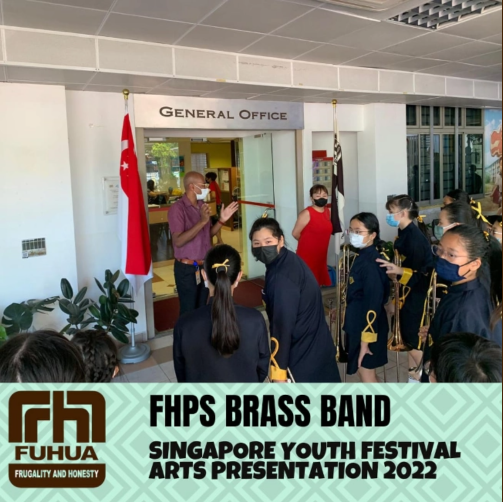 GENERAL OFFICE
FHPS BRASS BAND
SINGAPORE YOUTH FESTIVAL
ARTS PRESENTATION 2022
FUHUA
FRUGALITY AND HONESTY